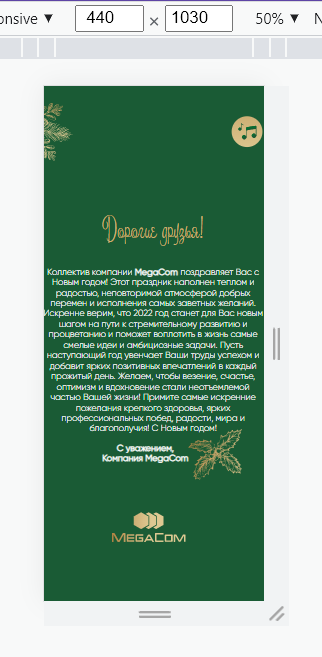 onsive ▼ 440 × 1030 50% ▼
Дорогие друзья!
Коллектив компании MegaCom поздравляет Вас с
Новым годом! Этот праздник наполнен теплом и
радостью, неповторимой атмосферой добрых
перемен и исполнения самых заветных желаний.
Искренне верим, что 2022 год станет для Вас новым
шагом на пути к стремительному развитию и
процветанию и поможет воплотить в жизнь самые
смелые идеи и амбициозные задачи. Пусть
наступающий год увенчает Ваши труды успехом и
добавит ярких позитивных впечатлений в каждый
прожитый день. Желаем, чтобы везение, счастье,
оптимизм и вдохновение стали неотъемлемой
частью Вашей жизни! Примите самые искренние
пожелания крепкого здоровья, ярких
профессиональных побед, радости, мира и
благополучия! С Новым годом!
С уважением,
Компания MegaCom
MEGACOM